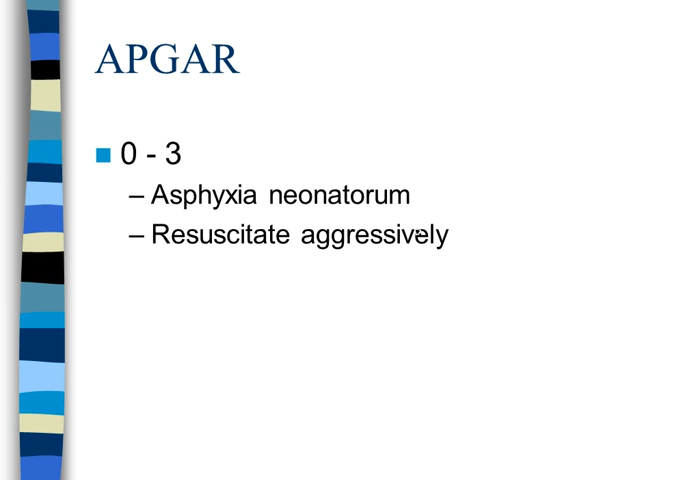 APGAR
0 - 3
– Asphyxia neonatorum
– Resuscitate aggressively